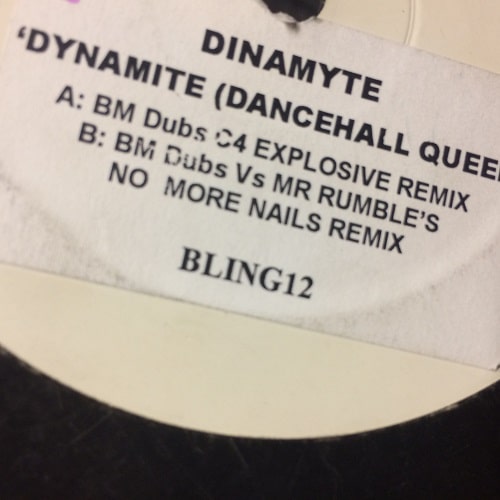 DINAMYTE
'DYNAMITE (DANCEHALL QUEE
A: BM Dubs C4 EXPLOSIVE REMIX
B: BM Dubs Vs MR RUMBLE'S
NO MORE NAILS REMIX
BLING12